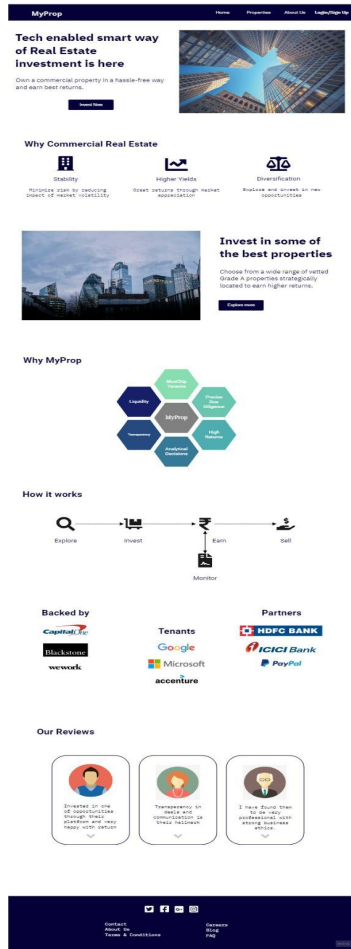 MyProp
Home Properties About Us Login/Sign Up
Tech enabled smart way
of Real Estate
investment is here
Own a commercial property in a hassle-free way
and earn best returns.
Invest Now
Why Commercial Real Estate
Stability
Minimize risk by reducing
impact of market volatility
Higher Yields
Great returns through market
appreciation
Diversification
Explore and invest in new
opportunities
Invest in some of
the best properties
Choose from a wide range of vetted
Grade A properties strategically
located to earn higher returns.
Explore more
Why MyProp
BlueChip
Tenants
Liquidity
Precise
Due
Diligence
MyProp
Transparency
High
Returns
Analytical
Decisions
How it works
Explore
Invest
Earn
Sell
Monitor
Backed by
CapitalOne
Blackstone
wework
Tenants
Google
Microsoft
accenture
Partners
HDFC BANK
ICICI Bank
PayPal
Our Reviews
Invested in one
of opportunities
through their
platform and very
happy with return
Transparency in
deals and
communication is
their hallmark
I have found them
to be very
professional with
strong business
ethics.
Contact
About Us
Terms & Conditions
Careers
Blog
FAQ